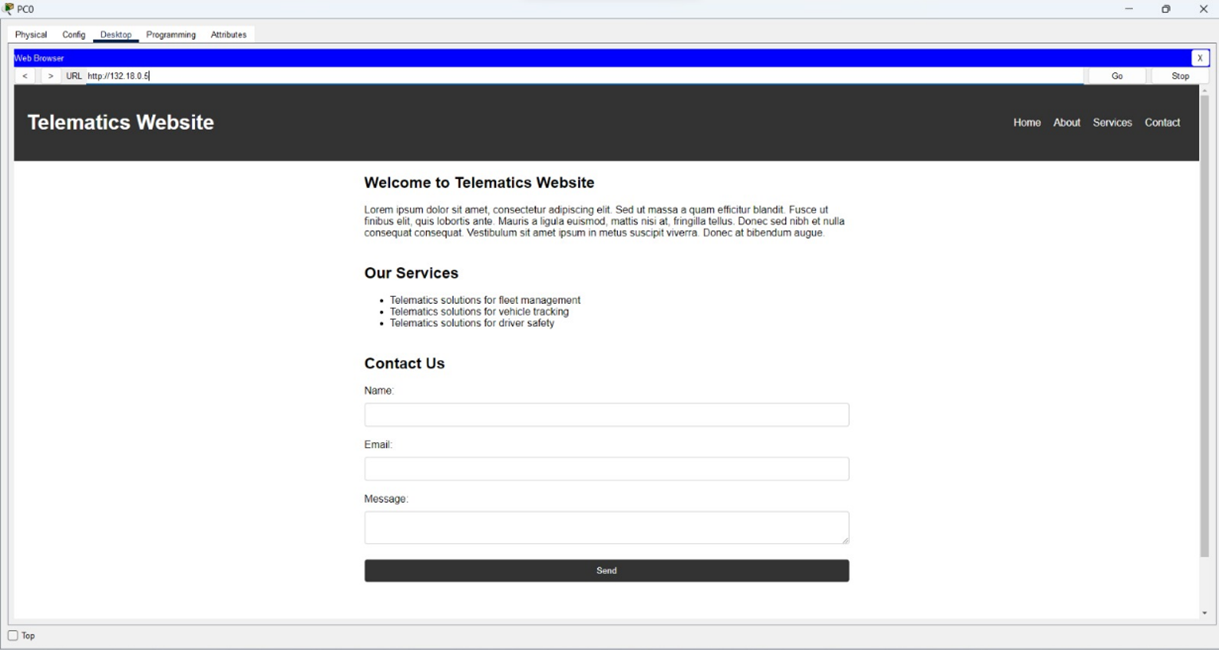 PC0
Physical Config Desktop Programming Attributes
Web Browser
X
< > URL http://132.18.0.5 Go Stop
Telematics Website
Home About Services Contact
Welcome to Telematics Website
Lorem ipsum dolor sit amet, consectetur adipiscing elit. Sed ut massa a quam efficitur blandit. Fusce ut
finibus elit, quis lobortis ante. Mauris a ligula euismod, mattis nisi at, fringilla tellus. Donec sed nibh et nulla
consequat consequat. Vestibulum sit amet ipsum in metus suscipit viverra. Donec at bibendum augue.
Our Services
• Telematics solutions for fleet management
• Telematics solutions for vehicle tracking
• Telematics solutions for driver safety
Contact Us
Name:
Email:
Message:
Send
Top